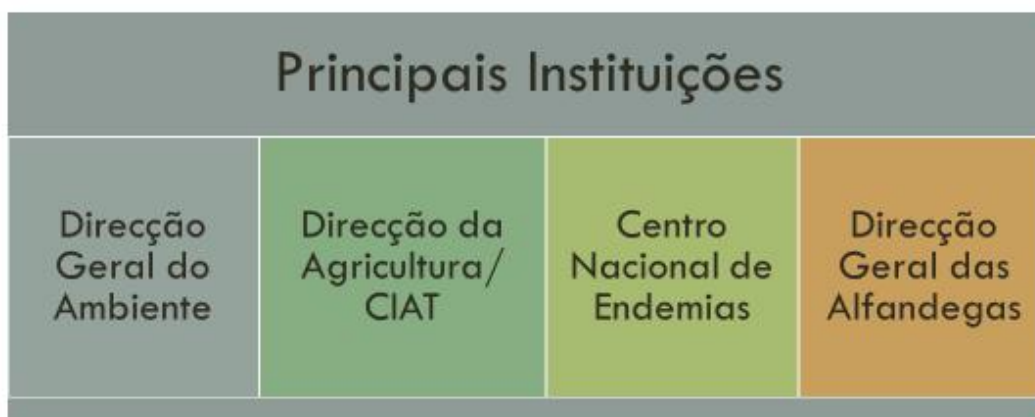 Principais Instituições
Direcção
Geral do
Ambiente
Direcção da
Agricultura/
CIAT
Centro
Nacional de
Endemias
Direcção
Geral das
Alfandegas